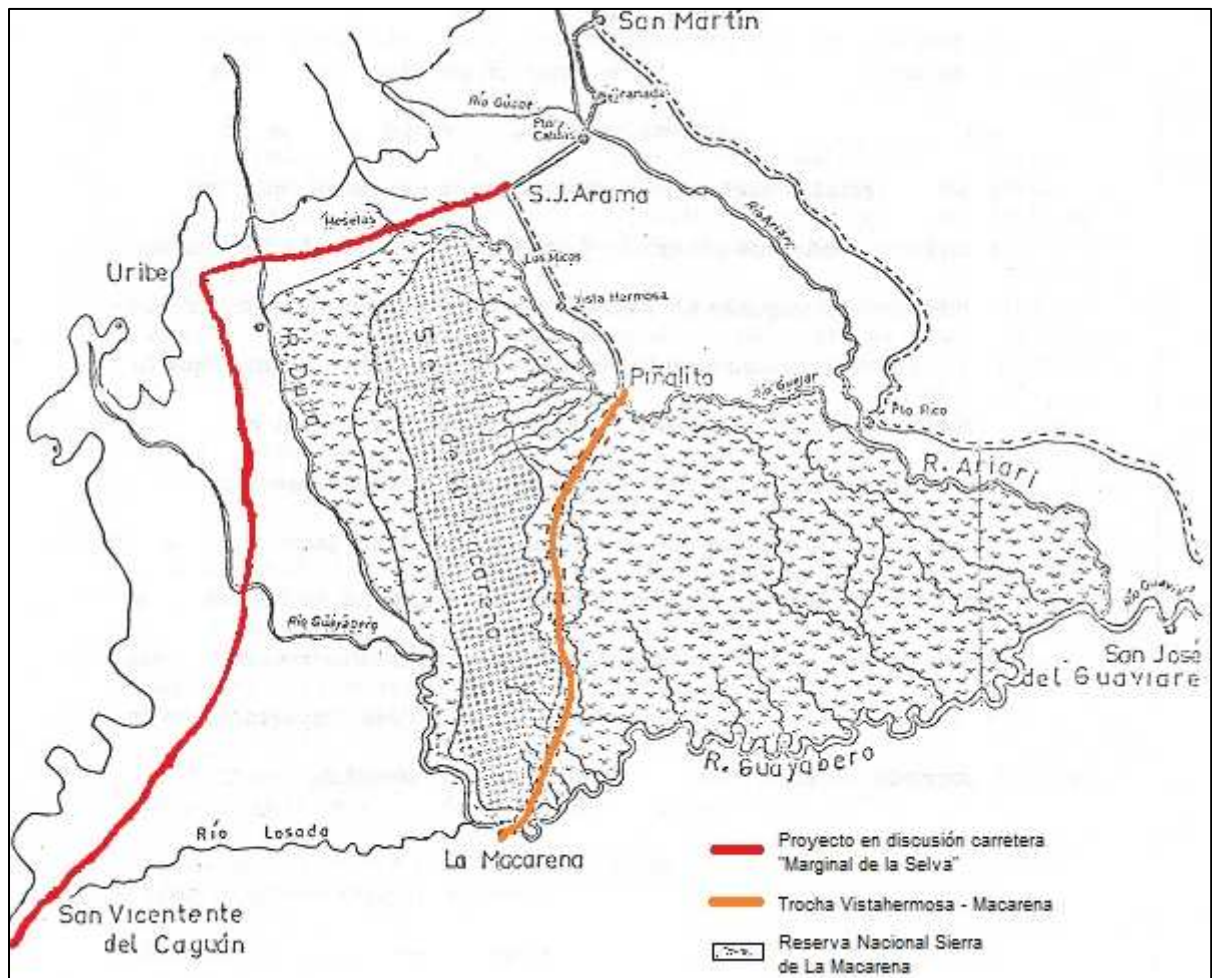 San Martín
Granada
Río Güape
Pto.
Caldas
S.J. Arama
Mesetas
Uribe
Los Micos
Vista Hermosa
Río Ariari
Piñalito
Río Guejar
Pto Rico
R. Ariari
R. Duda
Sierra de la Macarena
Río Guayabero
Río Guaviare
San José
del Guaviare
R. Guayabero
Río Losada
La Macarena
San Vicentente
del Caguán
Proyecto en discusión carretera
"Marginal de la Selva"
Trocha Vistahermosa - Macarena
Reserva Nacional Sierra
de La Macarena